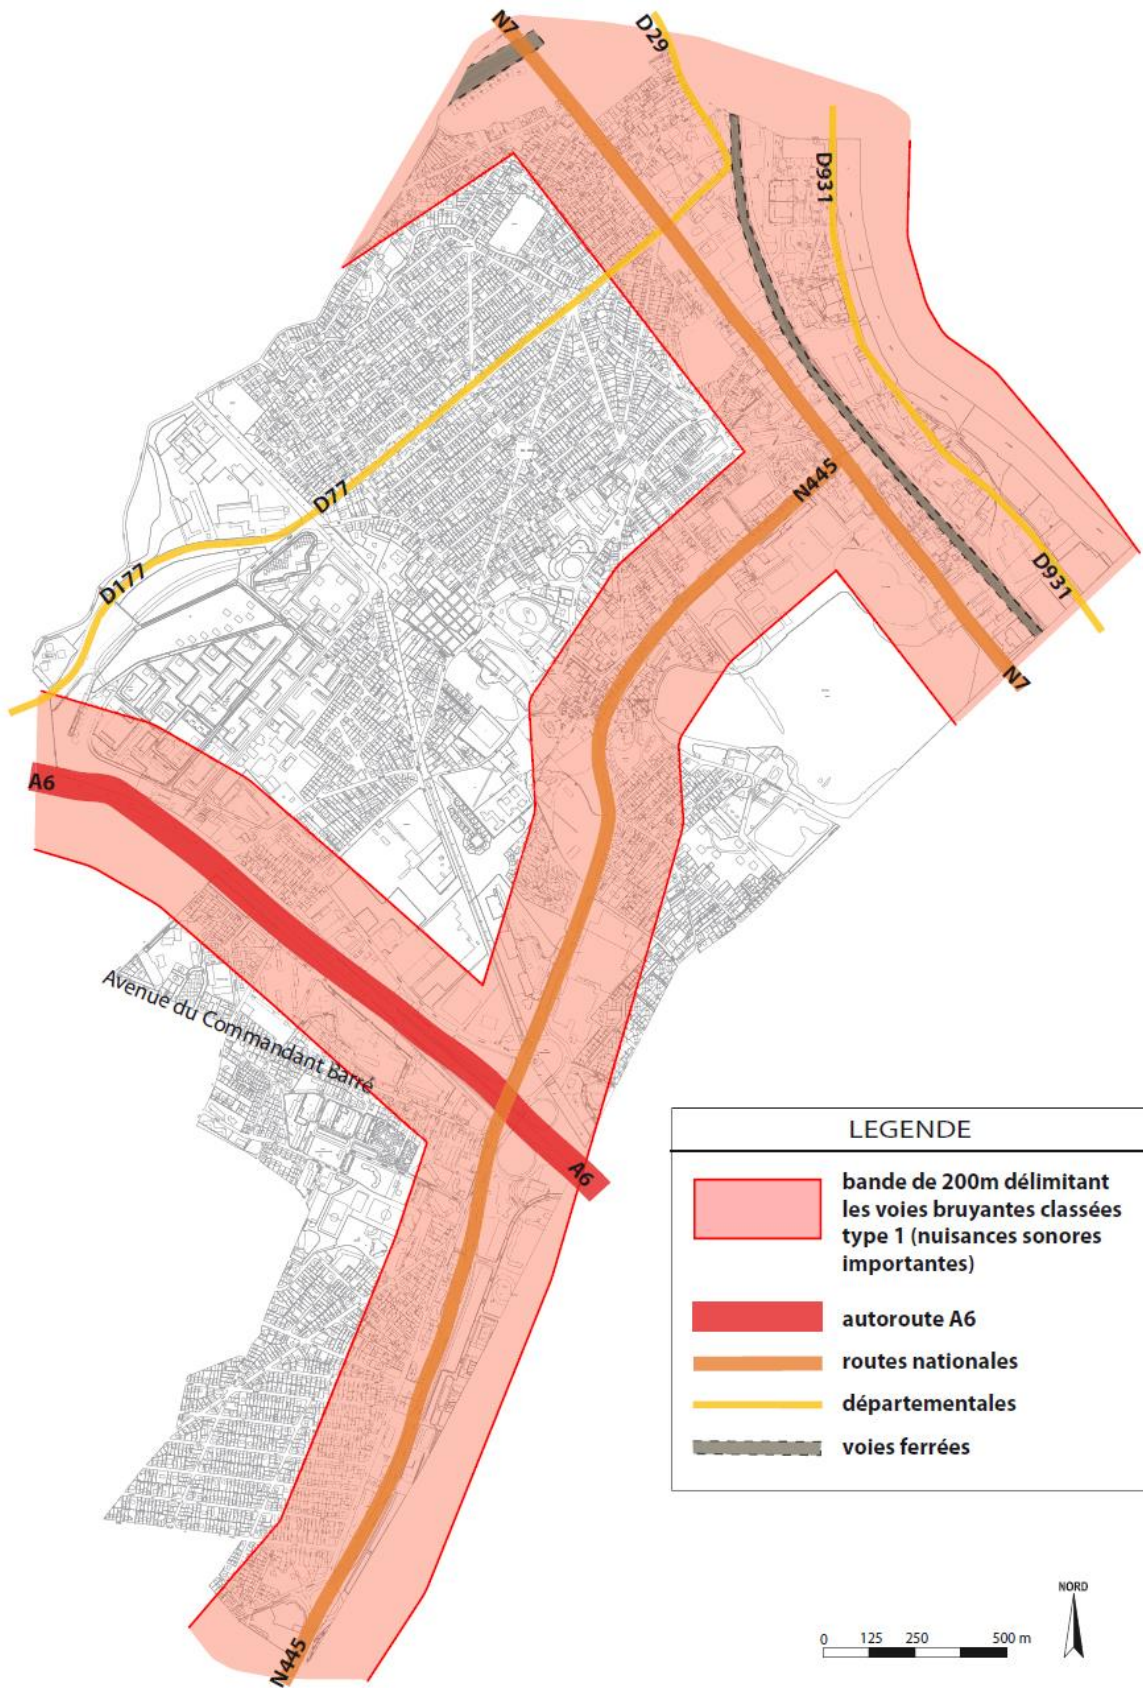 N7
D29
D931
N445
D77
D177
D931
N7
A6
Avenue du Commandant Barré
A6
N445
LEGENDE
bande de 200m délimitant
les voies bruyantes classées
type 1 (nuisances sonores
importantes)
autoroute A6
routes nationales
départementales
voies ferrées
NORD
0 125 250 500 m